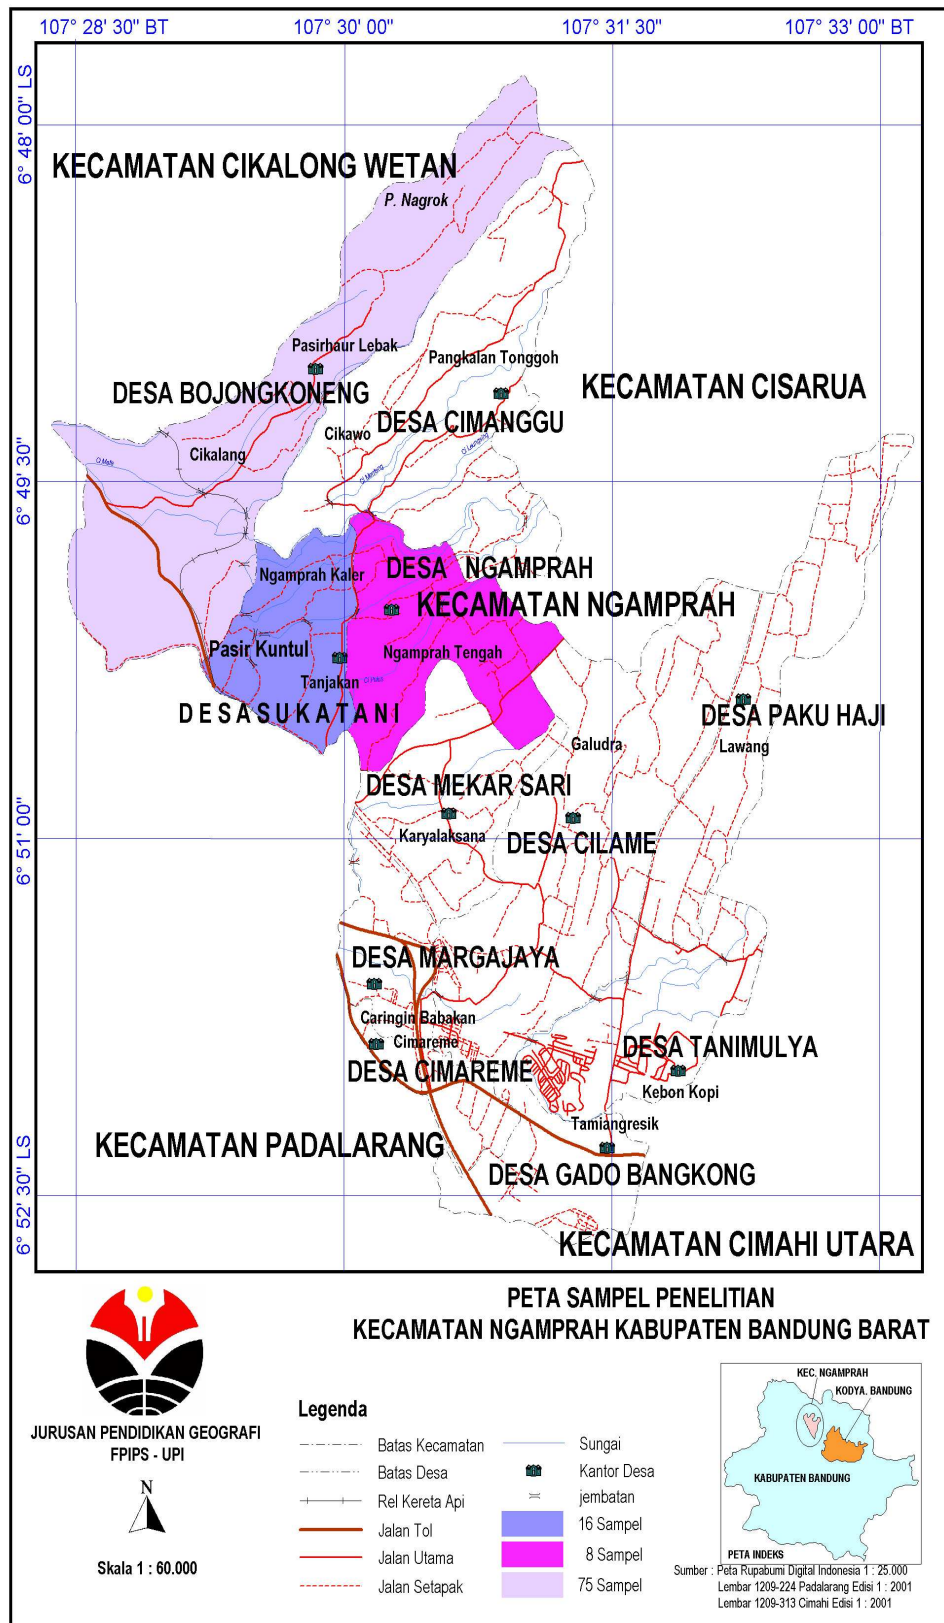 107° 28' 30" BT
107° 30' 00"
107° 31' 30"
107° 33' 00" BT
6° 48' 00" LS
KECAMATAN CIKALONG WETAN
P. Nagrok
Pasirhaur Lebak
Pangkalan Tonggoh
DESA BOJONGKONENG
KECAMATAN CISARUA
DESA CIMANGGU
Cikawo
Cikalang
6° 49' 30"
Ci Meta
DESA NGAMPRAH
Ngamprah Kaler
KECAMATAN NGAMPRAH
Pasir Kuntul
Ngamprah Tengah
Tanjakan
DESA SUKATANI
DESA PAKU HAJI
Galudra
Lawang
DESA MEKAR SARI
Karyalaksana
DESA CILAME
6° 51' 00"
DESA MARGAJAYA
Caringin Babakan
Cimareme
DESA TANIMULYA
DESA CIMAREME
Kebon Kopi
Tamiangresik
KECAMATAN PADALARANG
DESA GADO BANGKONG
6° 52' 30" LS
KECAMATAN CIMAHI UTARA
PETA SAMPEL PENELITIAN
KECAMATAN NGAMPRAH KABUPATEN BANDUNG BARAT
JURUSAN PENDIDIKAN GEOGRAFI
FPIPS - UPI
N
Skala 1 : 60.000
Legenda
Batas Kecamatan
Batas Desa
Rel Kereta Api
Jalan Tol
Jalan Utama
Jalan Setapak
Sungai
Kantor Desa
jembatan
16 Sampel
8 Sampel
75 Sampel
KEC. NGAMPRAH
KODYA. BANDUNG
KABUPATEN BANDUNG
PETA INDEKS
Sumber : Peta Rupabumi Digital Indonesia 1 : 25.000
Lembar 1209-224 Padalarang Edisi 1 : 2001
Lembar 1209-313 Cimahi Edisi 1 : 2001